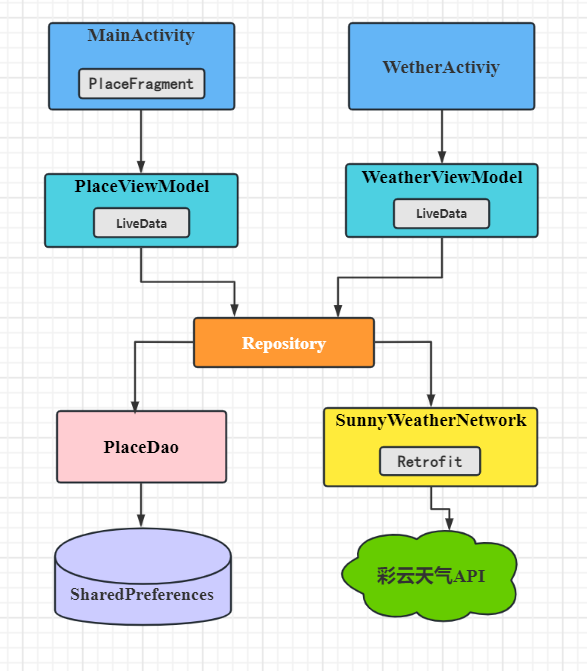 MainActivity
PlaceFragment
WetherActiviy
PlaceViewModel
LiveData
WeatherViewModel
LiveData
Repository
PlaceDao
SunnyWeatherNetwork
Retrofit
SharedPreferences
彩云天气API